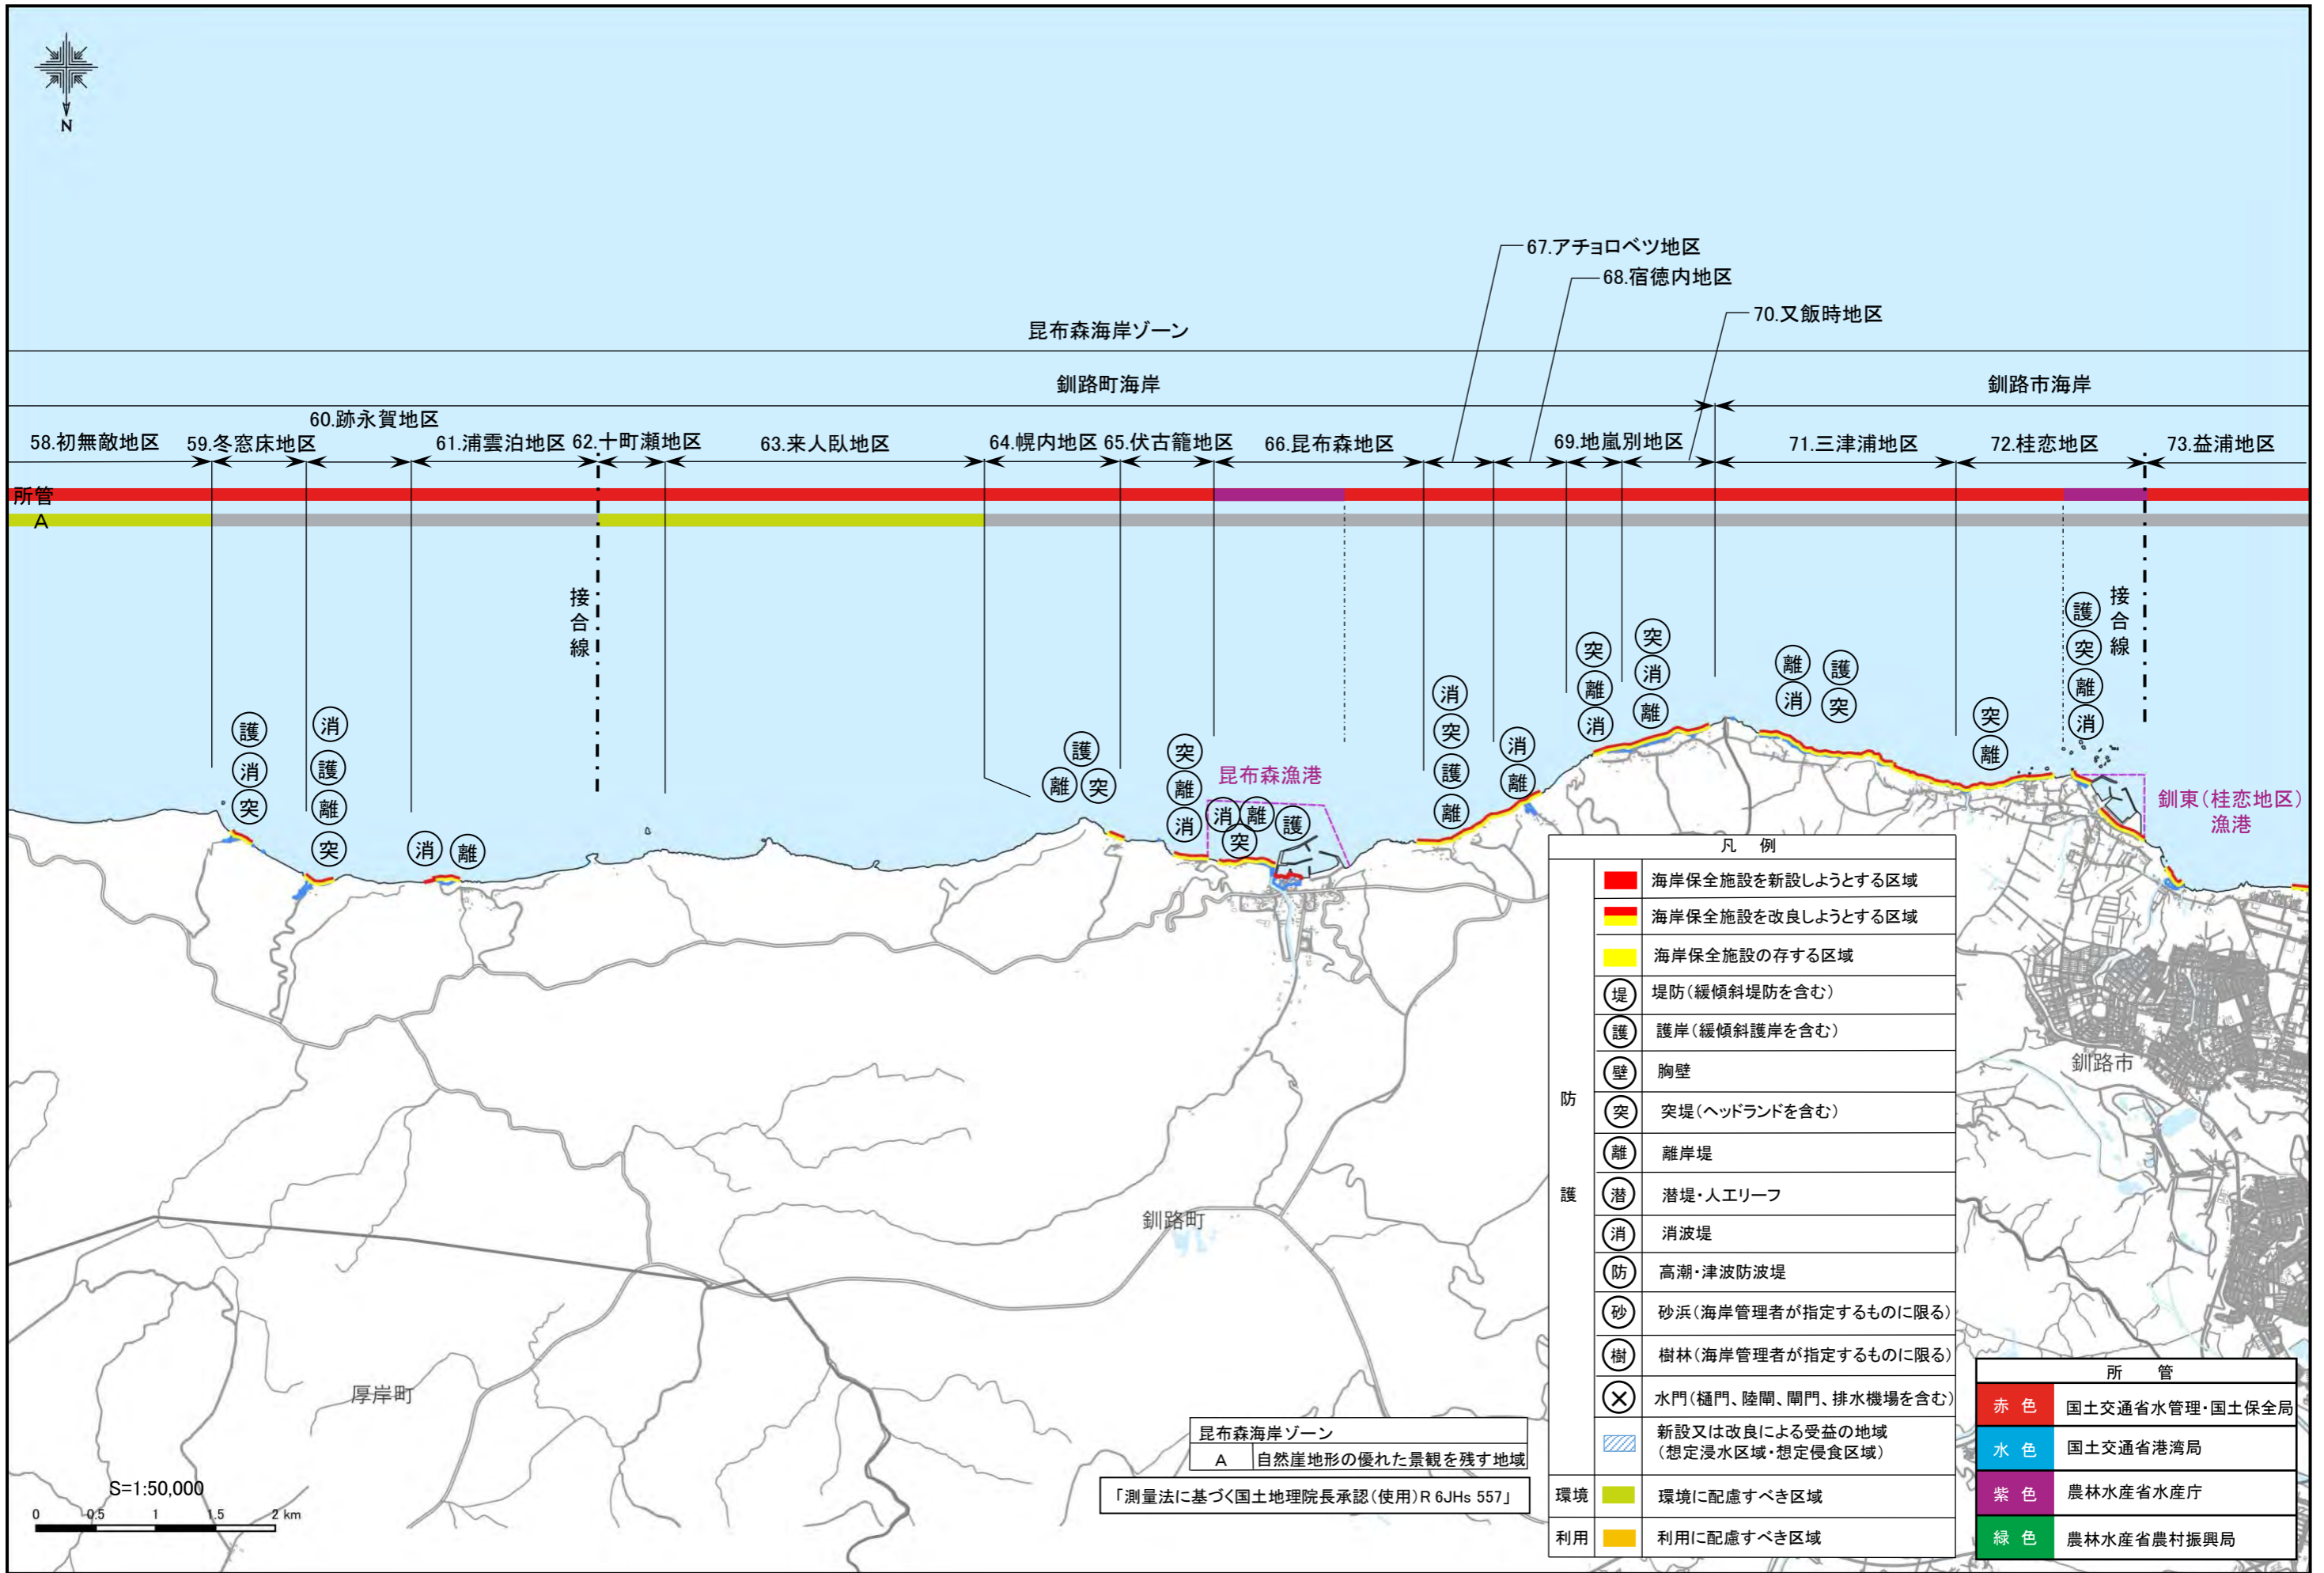 N
67.アチョロベツ地区
68.宿徳内地区
70.又飯時地区
昆布森海岸ゾーン
釧路町海岸
釧路市海岸
60.跡永賀地区
58.初無敵地区
59.冬窓床地区
61.浦雲泊地区
62.十町瀬地区
63.来人臥地区
64.幌内地区
65.伏古籠地区
66.昆布森地区
69.地嵐別地区
71.三津浦地区
72.桂恋地区
73.益浦地区
所管
A
接合線
接合線
護
消
突
消
護
離
突
消
離
護
離
突
突
離
消
昆布森漁港
消
離
護
突
消
突
護
離
消
離
突
離
消
突
消
離
離
護
消
突
突
離
護
突
離
消
釧東(桂恋地区)
漁港
釧路市
釧路町
厚岸町
凡 例
防護
海岸保全施設を新設しようとする区域
海岸保全施設を改良しようとする区域
海岸保全施設の存する区域
堤 堤防(緩傾斜堤防を含む)
護 護岸(緩傾斜護岸を含む)
壁 胸壁
突 突堤(ヘッドランドを含む)
離 離岸堤
潜 潜堤・人工リーフ
消 消波堤
防 高潮・津波防波堤
砂 砂浜(海岸管理者が指定するものに限る)
樹 樹林(海岸管理者が指定するものに限る)
水門(樋門、陸閘、閘門、排水機場を含む)
新設又は改良による受益の地域
(想定浸水区域・想定侵食区域)
環境 環境に配慮すべき区域
利用 利用に配慮すべき区域
所 管
赤 色 国土交通省水管理・国土保全局
水 色 国土交通省港湾局
紫 色 農林水産省水産庁
緑 色 農林水産省農村振興局
昆布森海岸ゾーン
A 自然崖地形の優れた景観を残す地域
「測量法に基づく国土地理院長承認(使用)R 6JHs 557」
S=1:50,000
0 0.5 1 1.5 2 km